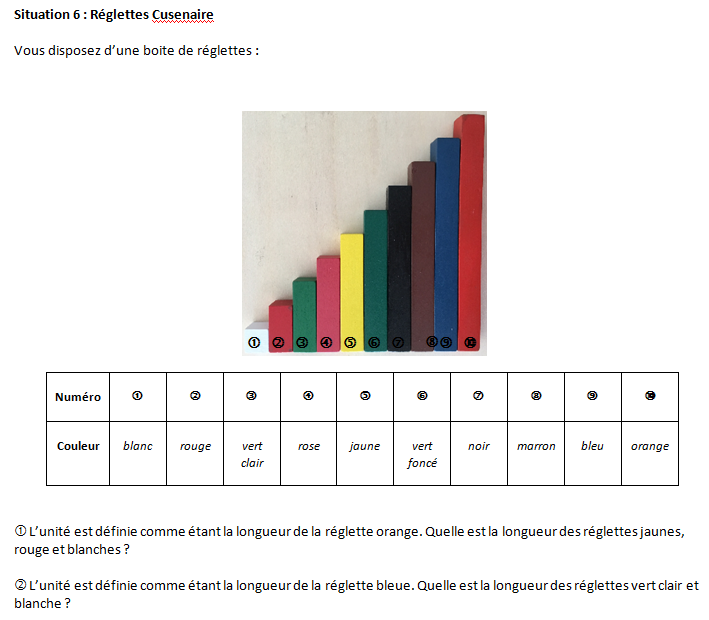 Situation 6 : Réglettes Cusenaire
Vous disposez d’une boite de réglettes :
① ② ③ ④ ⑤ ⑥ ⑦ ⑧ ⑨ ⑩
Numéro ① ② ③ ④ ⑤ ⑥ ⑦ ⑧ ⑨ ⑩
Couleur blanc rouge vert clair rose jaune vert foncé noir marron bleu orange
① L’unité est définie comme étant la longueur de la réglette orange. Quelle est la longueur des réglettes jaunes,
rouge et blanches ?
② L’unité est définie comme étant la longueur de la réglette bleue. Quelle est la longueur des réglettes vert clair et
blanche ?